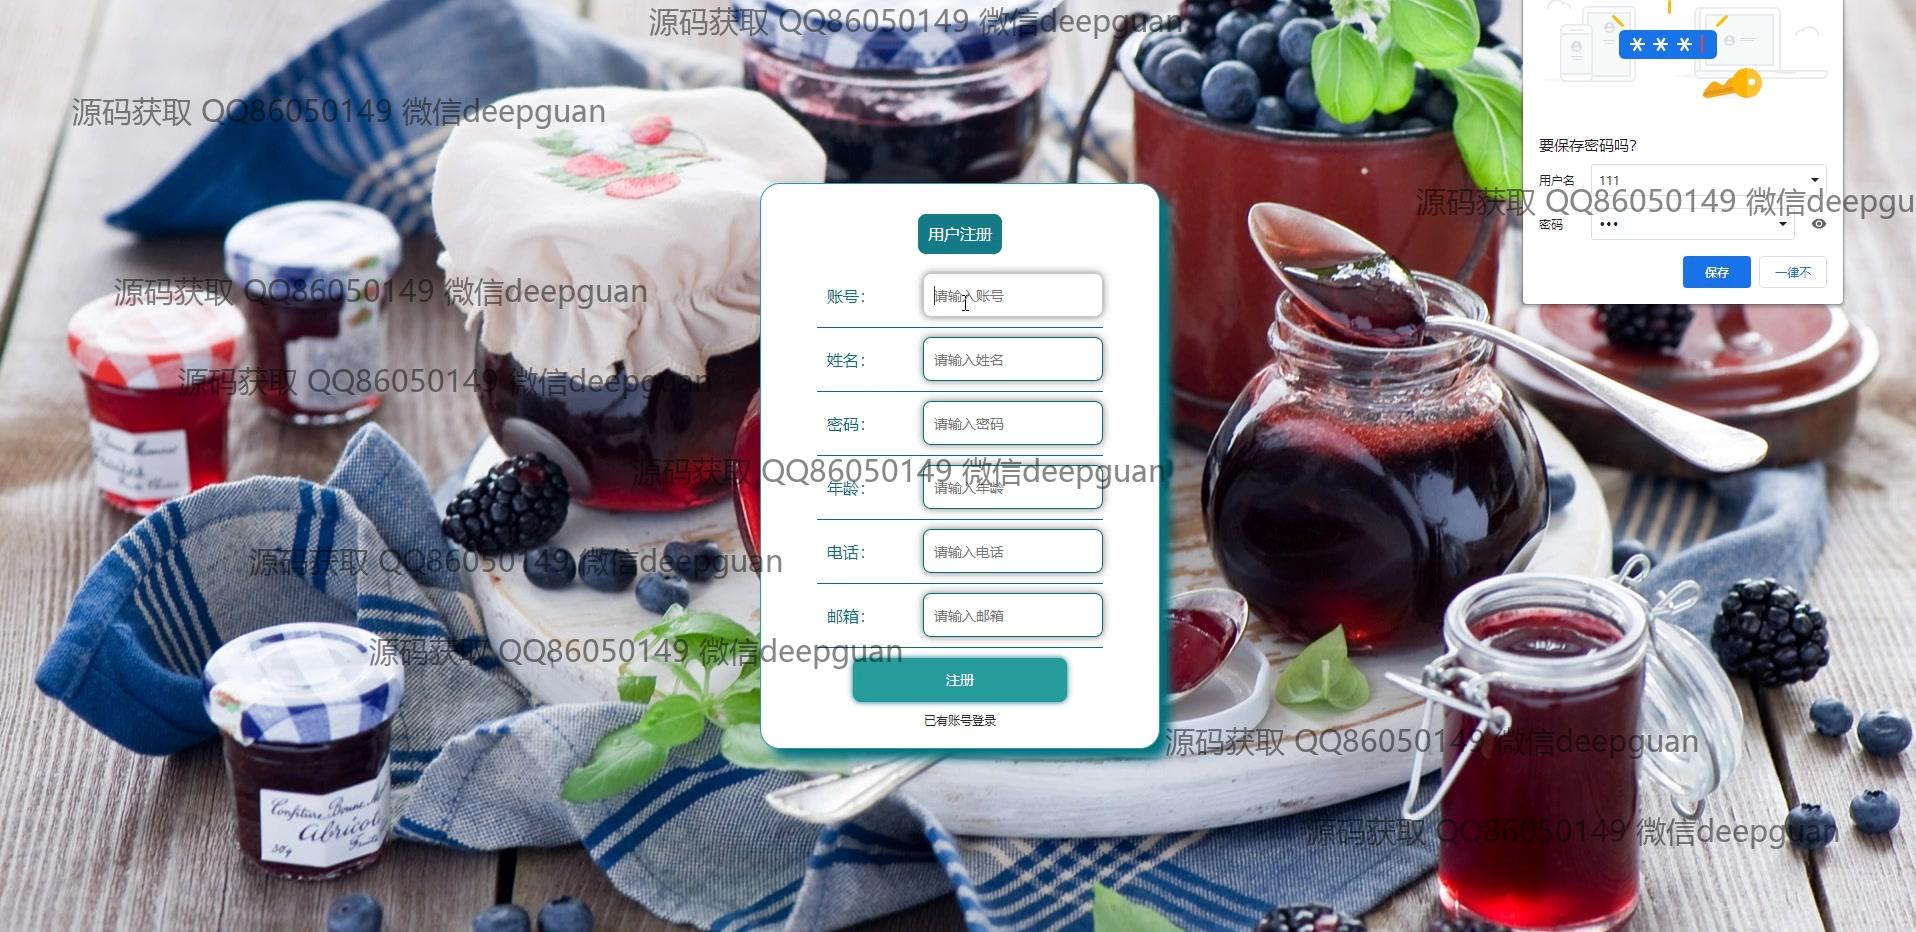 源码获取 QQ86050149 微信deepguan
* * *
源码获取 QQ86050149 微信deepguan
要保存密码吗?
用户名 111
源码获取 QQ86050149 微信deepgu
密码 •••
保存 一律不
用户注册
账号： 请输入账号
源码获取 QQ86050149 微信deepguan
姓名： 请输入姓名
源码获取 QQ86050149 微信deepguan
密码： 请输入密码
源码获取 QQ86050149 微信deepguan
年龄： 请输入年龄
电话： 请输入电话
源码获取 QQ86050149 微信deepguan
邮箱： 请输入邮箱
源码获取 QQ86050149 微信deepguan
注册
已有账号登录
源码获取 QQ86050149 微信deepguan
Confiture Bonne
Abricot
30g
源码获取 QQ86050149 微信deepguan